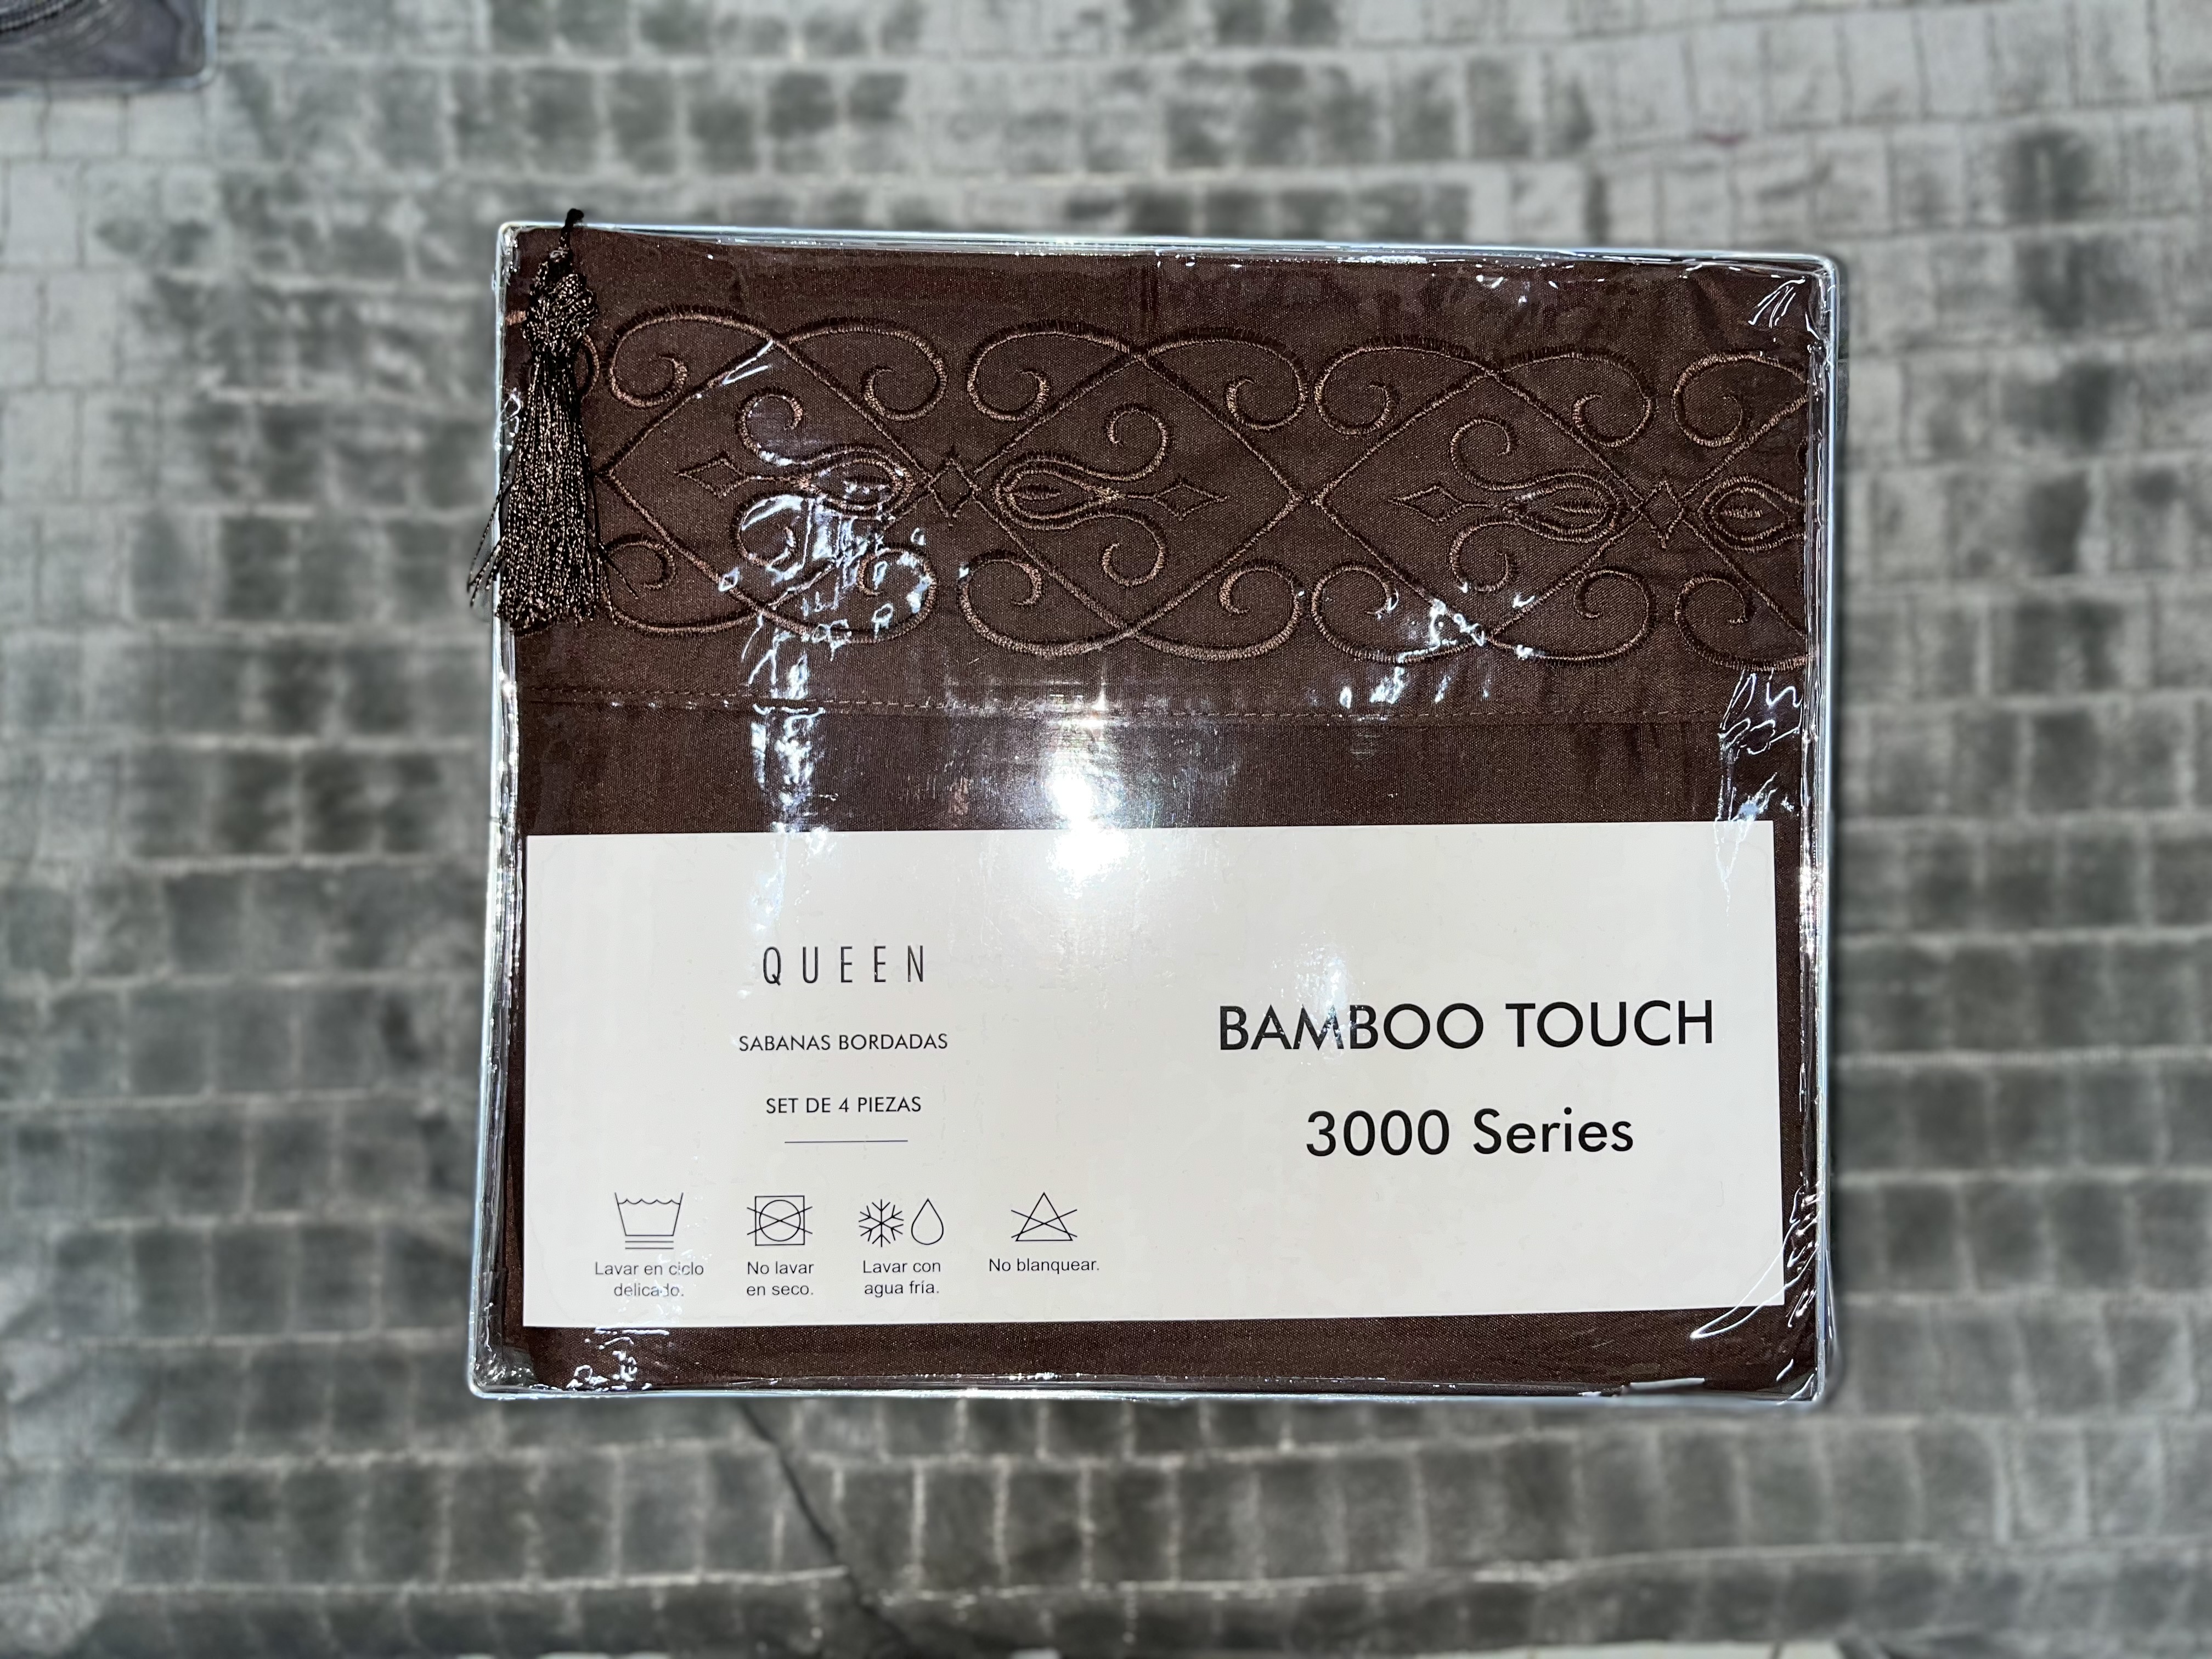 QUEEN
SABANAS BORDADAS
SET DE 4 PIEZAS
BAMBOO TOUCH
3000 Series
Lavar en ciclo
delicado.
No lavar
en seco.
Lavar con
agua fría.
No blanquear.